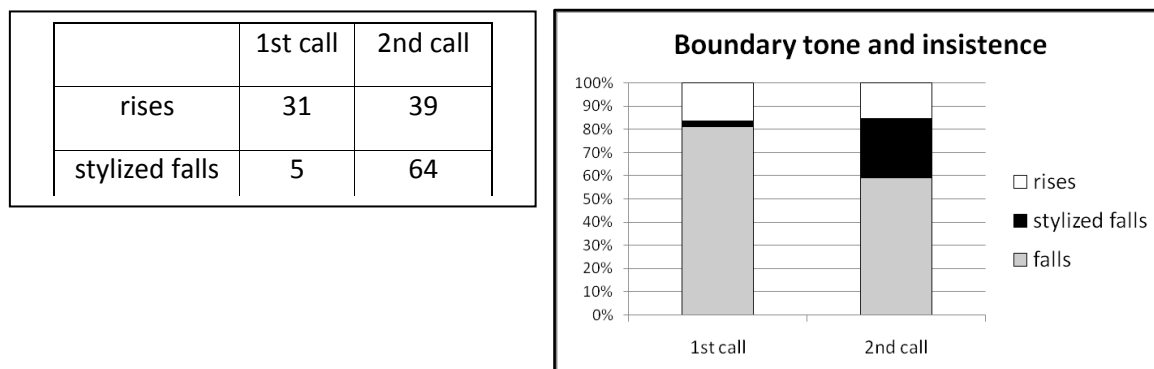 1st call 2nd call
rises 31 39
stylized falls 5 64
Boundary tone and insistence
100%
90%
80%
70%
60%
50%
40%
30%
20%
10%
0%
1st call 2nd call
rises
stylized falls
falls